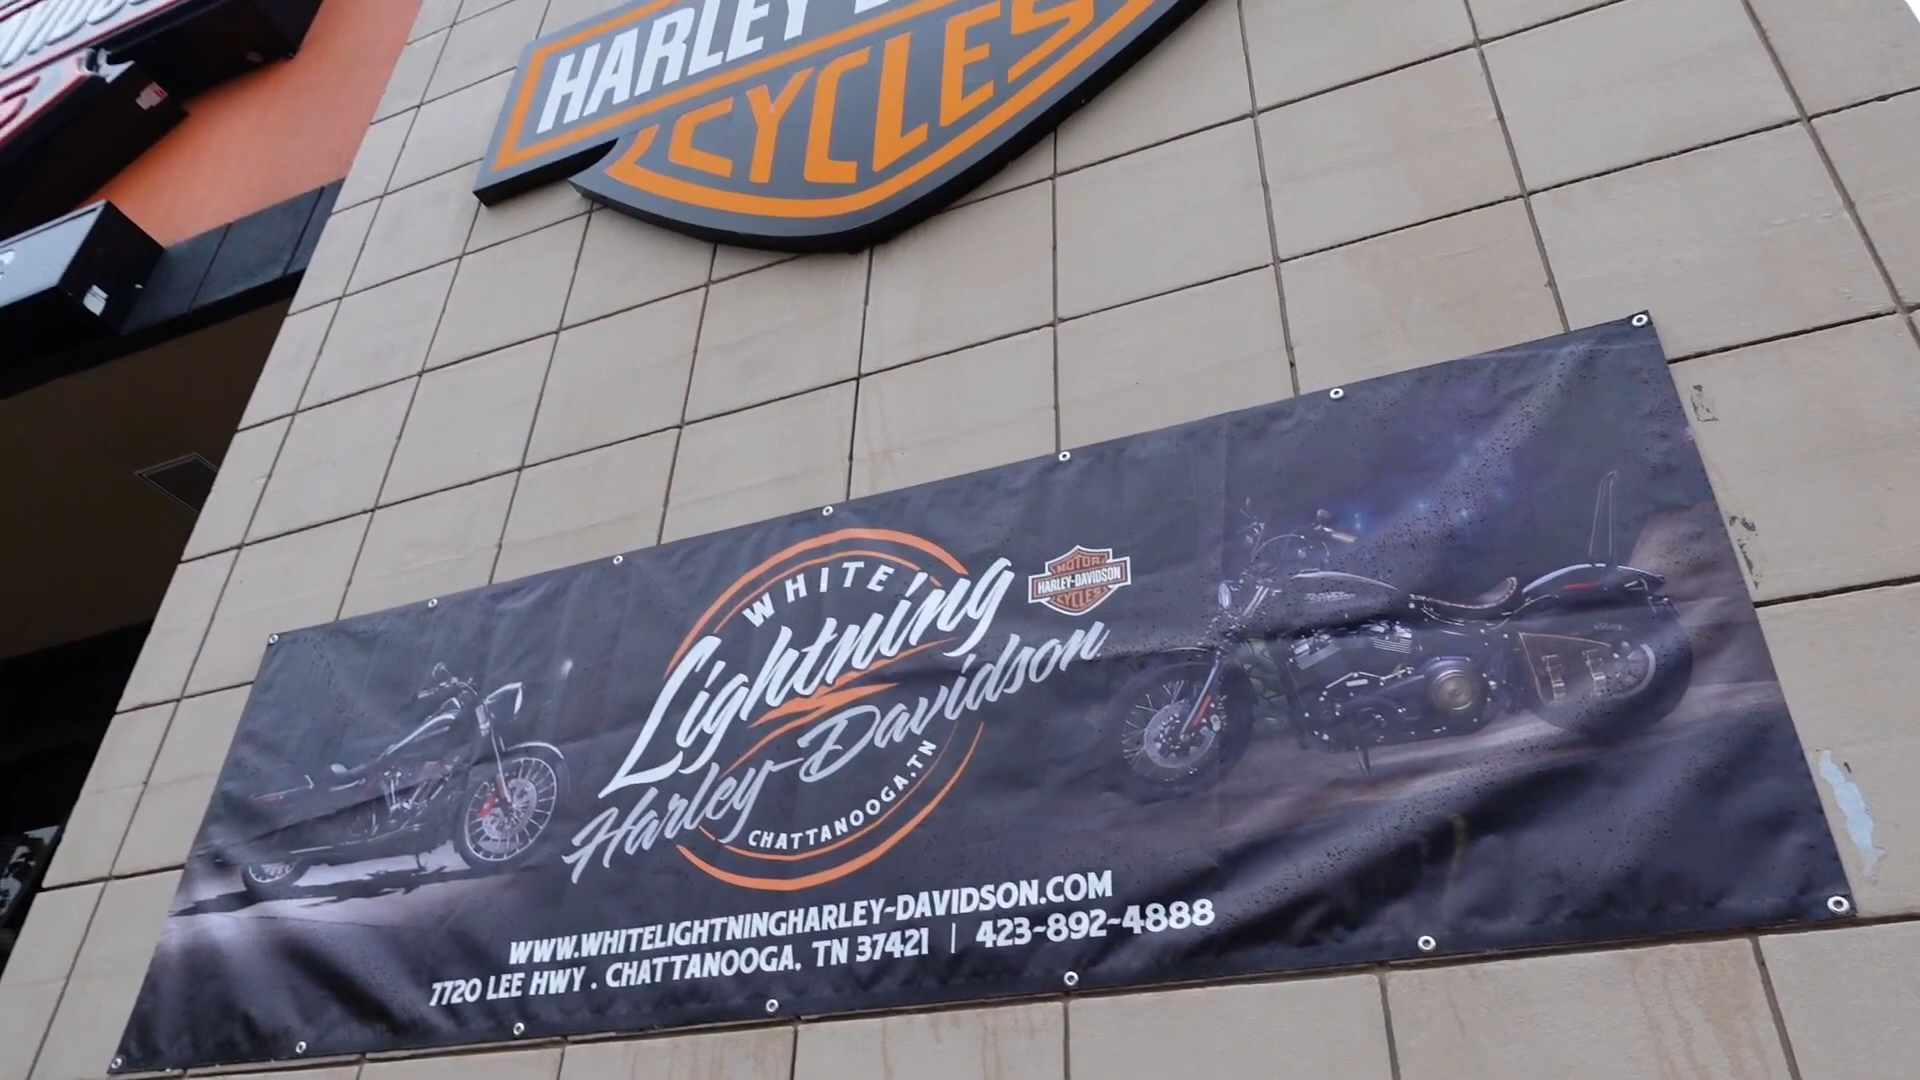 HARLEY
CYCLES
WHITE
Lightning
Harley-Davidson
CHATTANOOGA, TN
MOTOR
HARLEY-DAVIDSON
CYCLES
WWW.WHITELIGHTNINGHARLEY-DAVIDSON.COM
7720 LEE HWY . CHATTANOOGA, TN 37421 | 423-892-4888